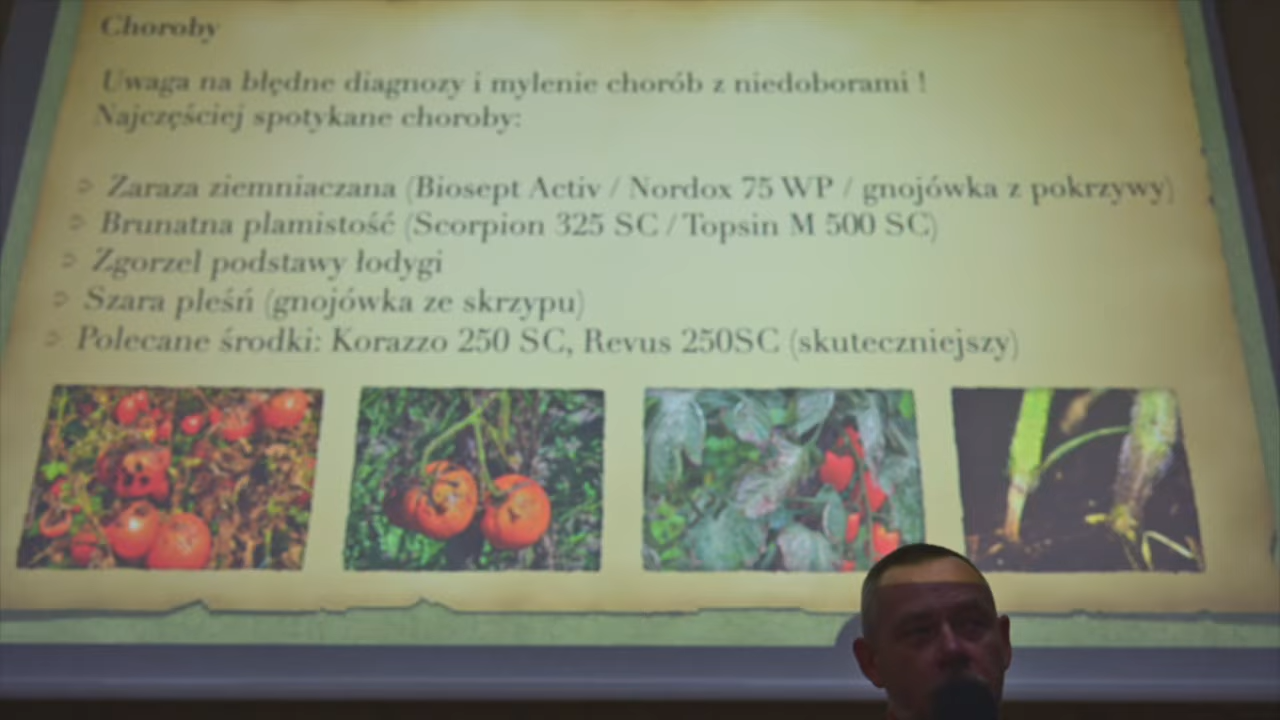 Choroby
Uwaga na błędne diagnozy i mylenie chorób z niedoborami !
Najczęściej spotykane choroby:
Zaraza ziemniaczana (Biosept Activ / Nordox 75 WP / gnojówka z pokrzywy)
Brunatna plamistość (Scorpion 325 SC / Topsin M 500 SC)
Zgorzel podstawy łodygi
Szara pleśń (gnojówka ze skrzypu)
Polecane środki: Korazzo 250 SC, Revus 250SC (skuteczniejszy)